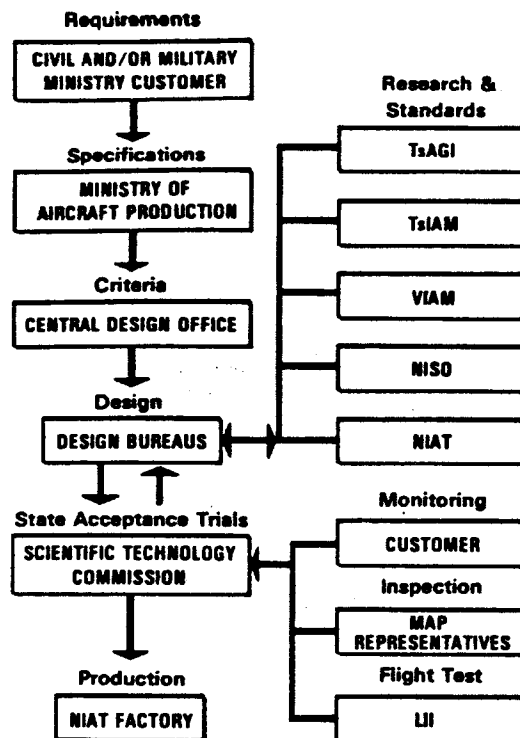 Requirements
CIVIL AND/OR MILITARY
MINISTRY CUSTOMER
Specifications
MINISTRY OF
AIRCRAFT PRODUCTION
Criteria
CENTRAL DESIGN OFFICE
Design
DESIGN BUREAUS
State Acceptance Trials
SCIENTIFIC TECHNOLOGY
COMMISSION
Production
NIAT FACTORY
Research &
Standards
TsAGI
TsIAM
VIAM
NISO
NIAT
Monitoring
CUSTOMER
Inspection
MAP
REPRESENTATIVES
Flight Test
LII